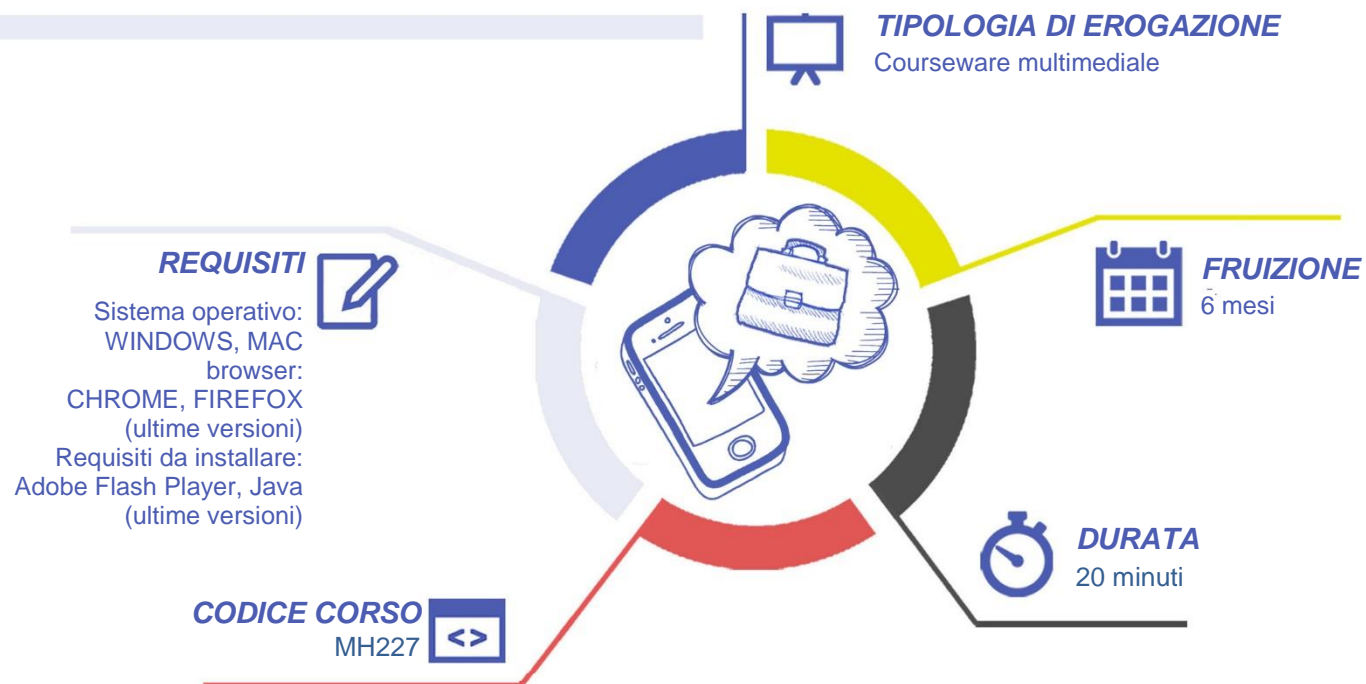 TIPOLOGIA DI EROGAZIONE
Courseware multimediale
REQUISITI
Sistema operativo:
WINDOWS, MAC
browser:
CHROME, FIREFOX
(ultime versioni)
Requisiti da installare:
Adobe Flash Player, Java
(ultime versioni)
FRUIZIONE
6 mesi
DURATA
20 minuti
CODICE CORSO
MH227
<>